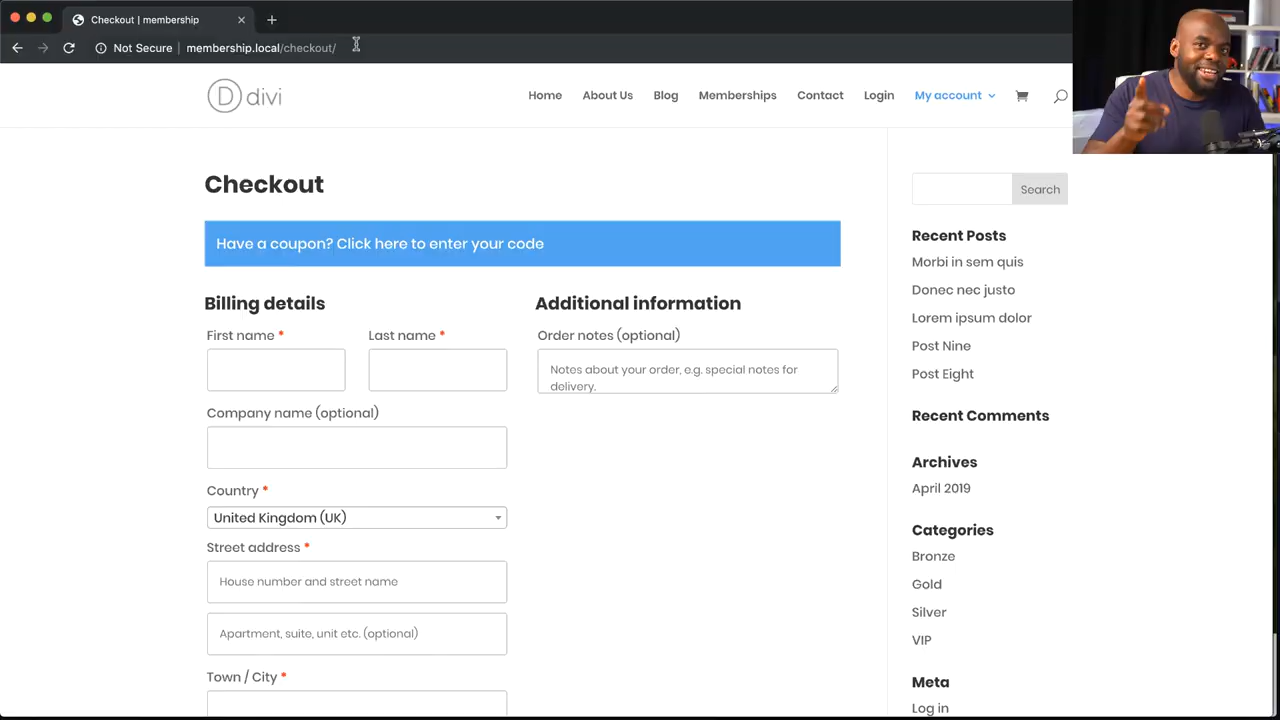 Checkout | membership
Not Secure | membership.local/checkout/
D divi
Home About Us Blog Memberships Contact Login My account
Checkout
Have a coupon? Click here to enter your code
Billing details
First name *
Last name *
Company name (optional)
Country *
United Kingdom (UK)
Street address *
House number and street name
Apartment, suite, unit etc. (optional)
Town / City *
Additional information
Order notes (optional)
Notes about your order, e.g. special notes for
delivery.
Search
Recent Posts
Morbi in sem quis
Donec nec justo
Lorem ipsum dolor
Post Nine
Post Eight
Recent Comments
Archives
April 2019
Categories
Bronze
Gold
Silver
VIP
Meta
Log in